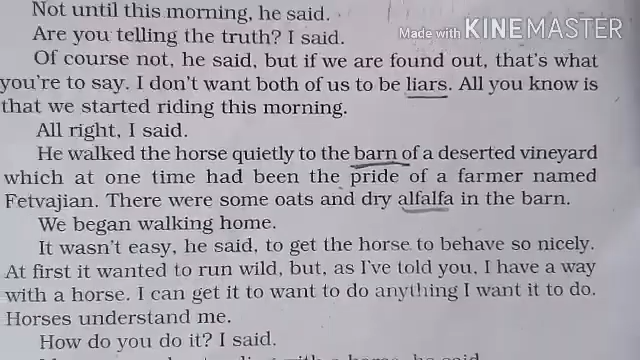 Not until this morning, he said.
Made with KINEMASTER
Are you telling the truth? I said.
Of course not, he said, but if we are found out, that's what
you're to say. I don't want both of us to be liars. All you know is
that we started riding this morning.
All right, I said.
He walked the horse quietly to the barn of a deserted vineyard
which at one time had been the pride of a farmer named
Fetvajian. There were some oats and dry alfalfa in the barn.
We began walking home.
It wasn't easy, he said, to get the horse to behave so nicely.
At first it wanted to run wild, but, as I've told you, I have a way
with a horse. I can get it to want to do anything I want it to do.
Horses understand me.
How do you do it? I said.
with a horse, he said